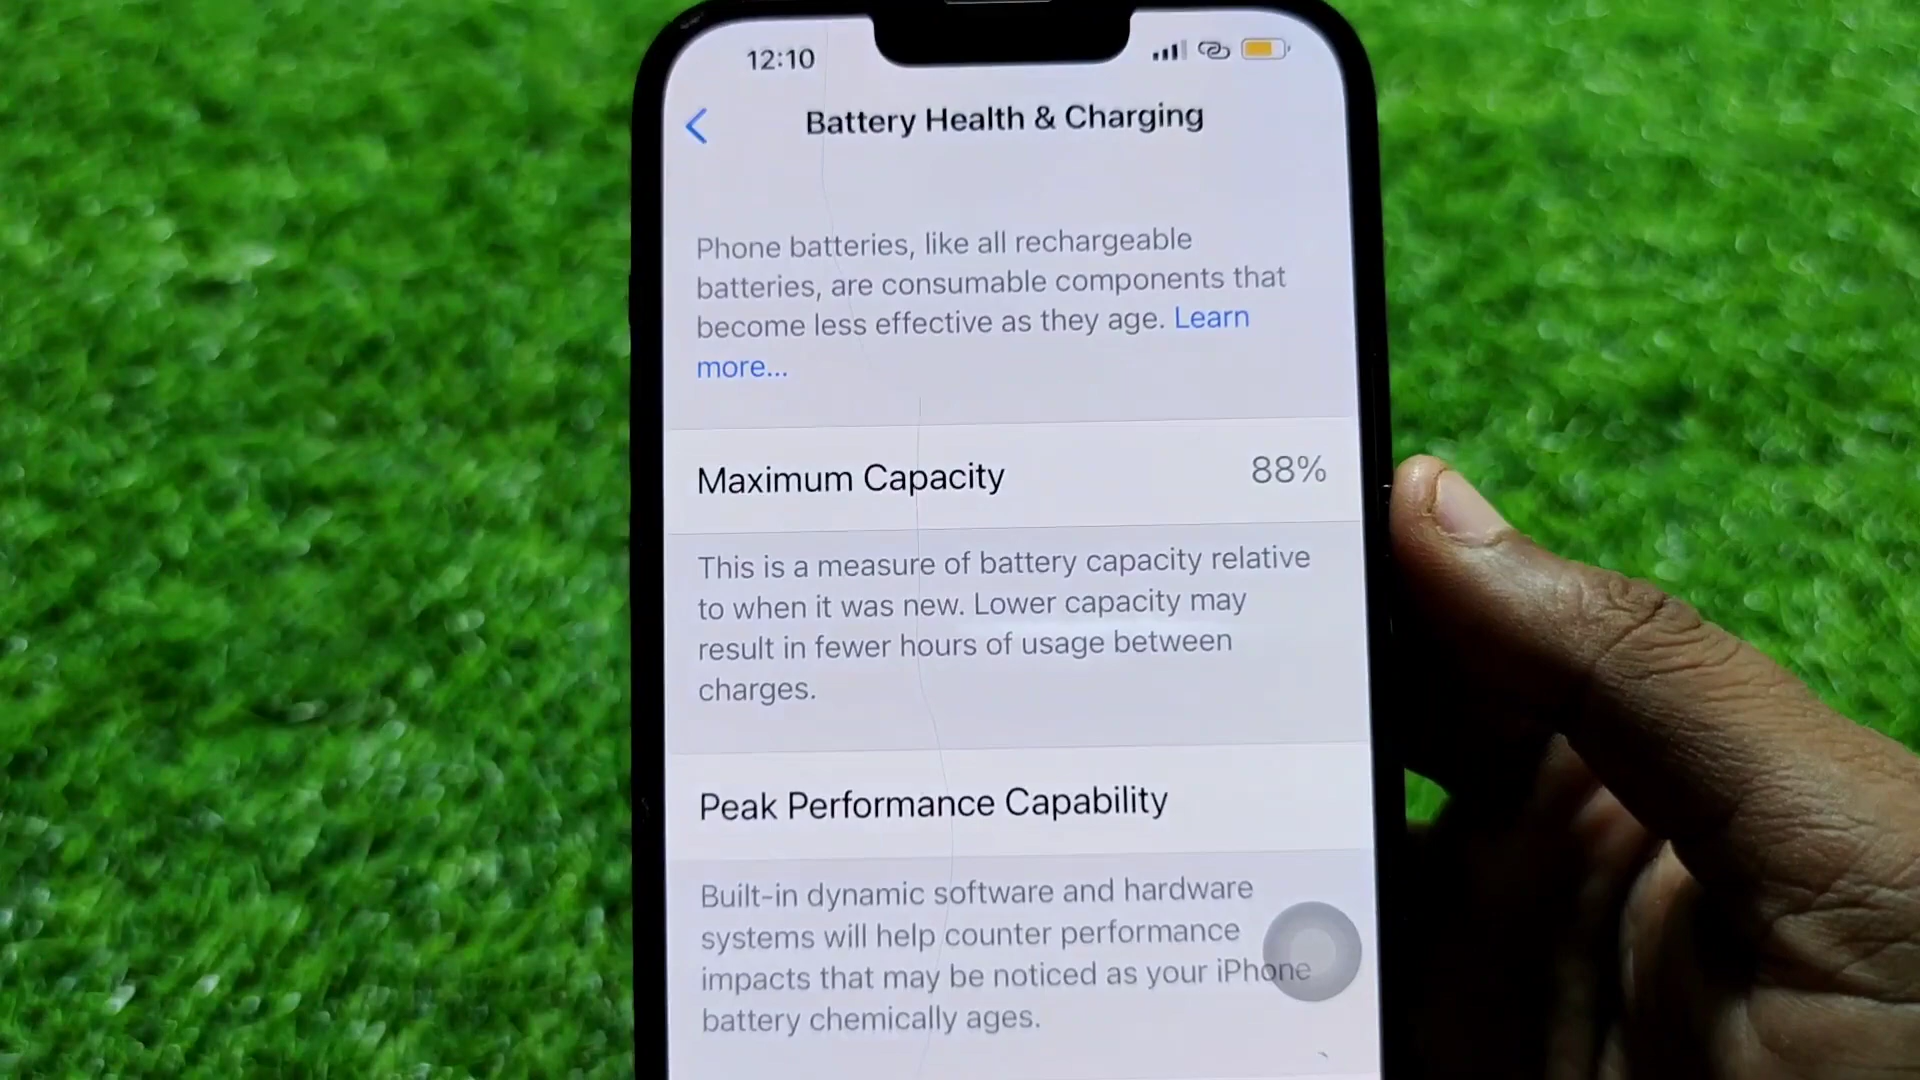 12:10
Battery Health & Charging
Phone batteries, like all rechargeable
batteries, are consumable components that
become less effective as they age. Learn
more...
Maximum Capacity 88%
This is a measure of battery capacity relative
to when it was new. Lower capacity may
result in fewer hours of usage between
charges.
Peak Performance Capability
Built-in dynamic software and hardware
systems will help counter performance
impacts that may be noticed as your iPhone
battery chemically ages.